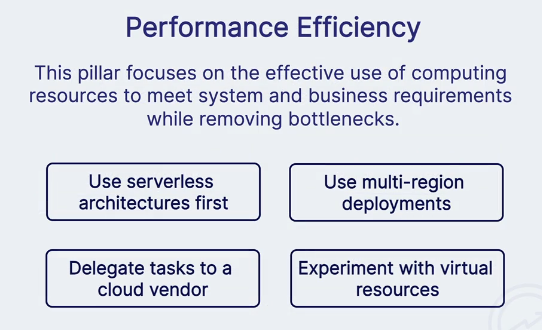 Performance Efficiency
This pillar focuses on the effective use of computing
resources to meet system and business requirements
while removing bottlenecks.
Use serverless
architectures first
Use multi-region
deployments
Delegate tasks to a
cloud vendor
Experiment with virtual
resources